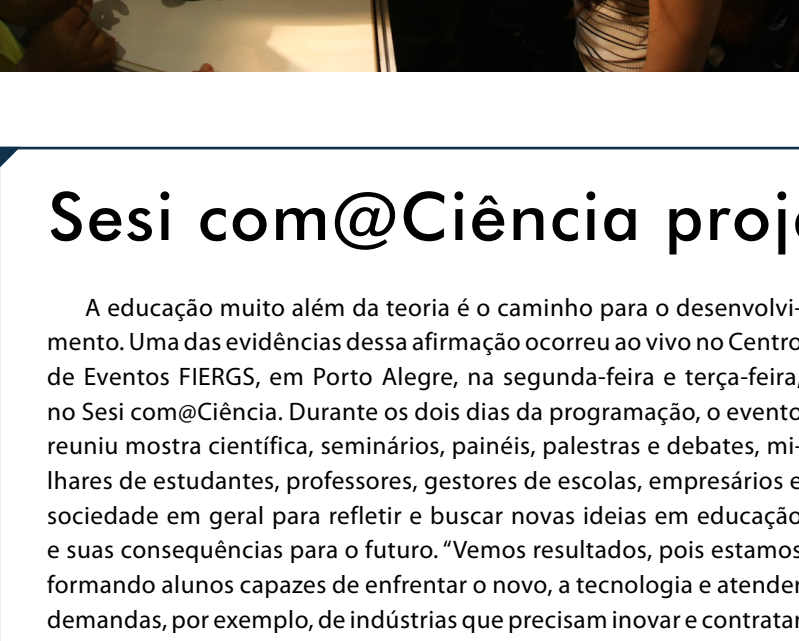 Sesi com@Ciência proj
A educação muito além da teoria é o caminho para o desenvolvi-
mento. Uma das evidências dessa afirmação ocorreu ao vivo no Centro
de Eventos FIERGS, em Porto Alegre, na segunda-feira e terça-feira,
no Sesi com@Ciência. Durante os dois dias da programação, o evento
reuniu mostra científica, seminários, painéis, palestras e debates, mi-
lhares de estudantes, professores, gestores de escolas, empresários e
sociedade em geral para refletir e buscar novas ideias em educação
e suas consequências para o futuro. “Vemos resultados, pois estamos
formando alunos capazes de enfrentar o novo, a tecnologia e atender
demandas, por exemplo, de indústrias que precisam inovar e contratar